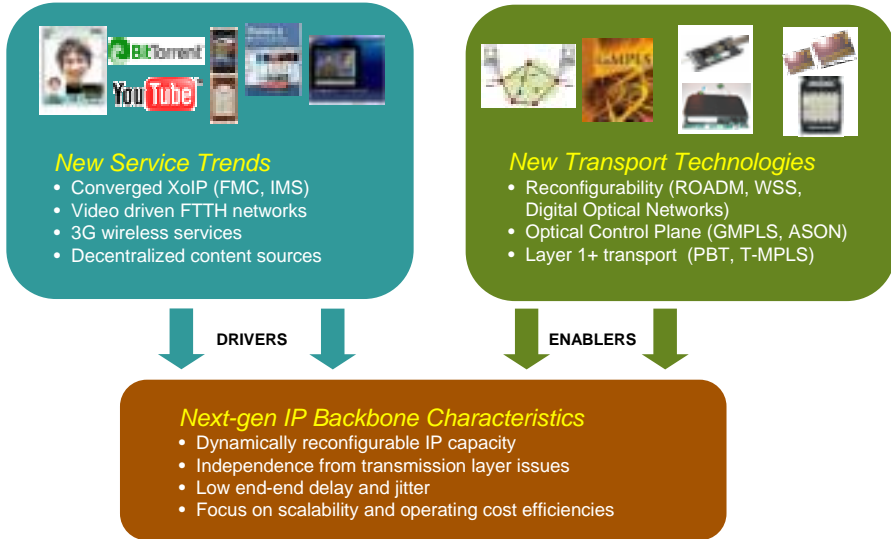 BitTorrent
YouTube
GMPLS
New Service Trends
• Converged XoIP (FMC, IMS)
• Video driven FTTH networks
• 3G wireless services
• Decentralized content sources
New Transport Technologies
• Reconfigurability (ROADM, WSS,
Digital Optical Networks)
• Optical Control Plane (GMPLS, ASON)
• Layer 1+ transport (PBT, T-MPLS)
DRIVERS
ENABLERS
Next-gen IP Backbone Characteristics
• Dynamically reconfigurable IP capacity
• Independence from transmission layer issues
• Low end-end delay and jitter
• Focus on scalability and operating cost efficiencies